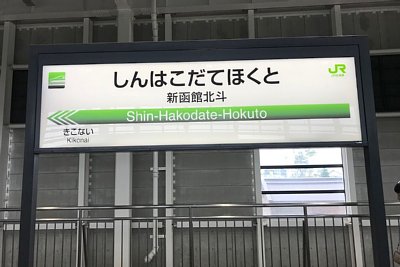 しんはこだてほくと
新函館北斗
Shin-Hakodate-Hokuto
きこない
Kikonai
JR